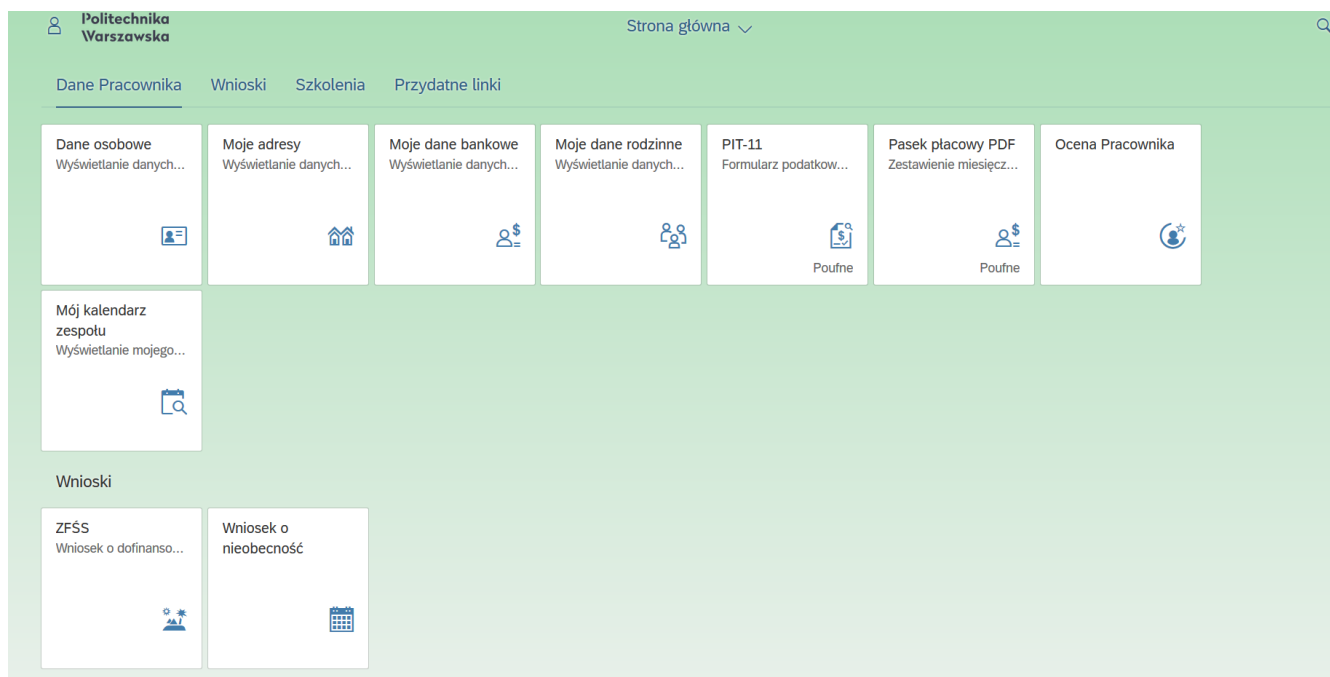 Politechnika
Warszawska
Strona główna
Dane Pracownika Wnioski Szkolenia Przydatne linki
Dane osobowe
Wyświetlanie danych...
Moje adresy
Wyświetlanie danych...
Moje dane bankowe
Wyświetlanie danych...
Moje dane rodzinne
Wyświetlanie danych...
PIT-11
Formularz podatkow...
Poufne
Pasek płacowy PDF
Zestawienie miesięcz...
Poufne
Ocena Pracownika
Mój kalendarz
zespołu
Wyświetlanie mojego...
Wnioski
ZFŚS
Wniosek o dofinanso...
Wniosek o
nieobecność